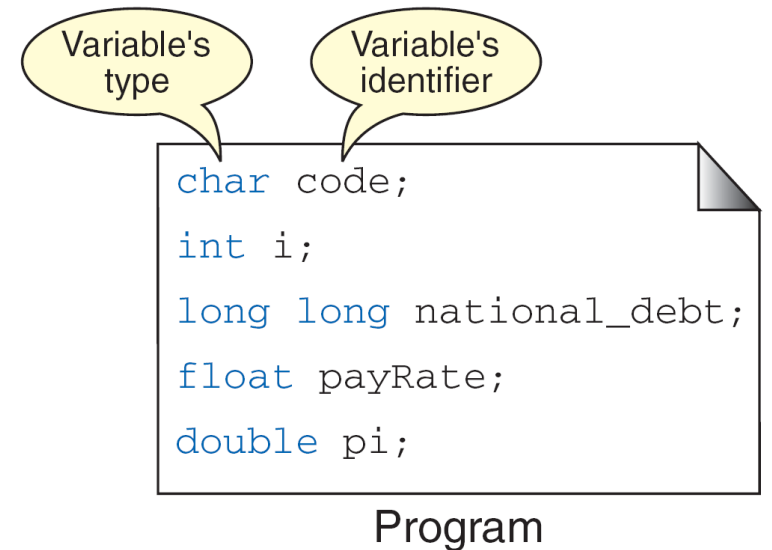 Variable's
type
Variable's
identifier
char code;
int i;
long long national_debt;
float payRate;
double pi;
Program